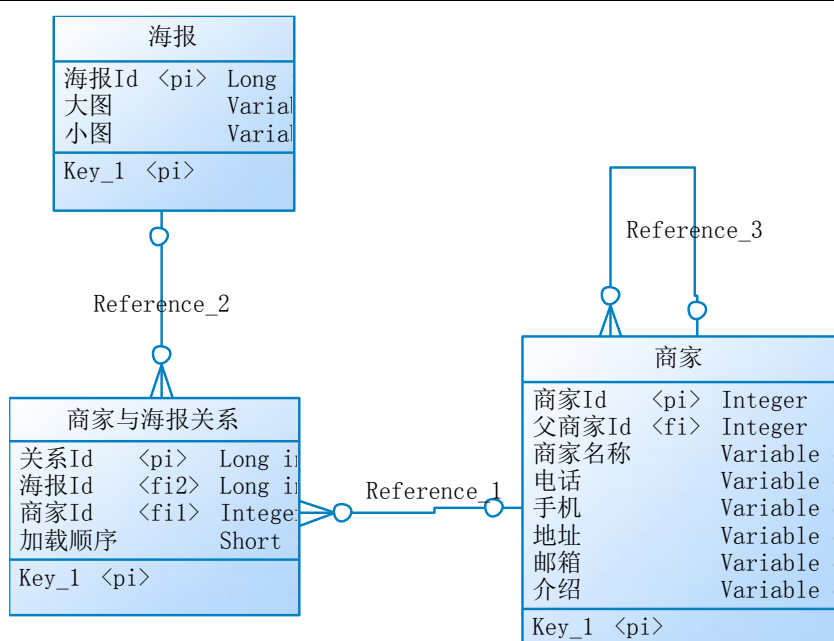 海报
海报Id <pi> Long
大图
小图
Key_1 <pi>
Reference_3
Reference_2
商家
商家Id <pi> Integer
父商家Id <fi> Integer
商家名称 Variable
电话 Variable
手机 Variable
地址 Variable
邮箱 Variable
介绍 Variable
Key_1 <pi>
商家与海报关系
关系Id <pi> Long
海报Id <fi2> Long
商家Id <fi1>
加载顺序 Short
Key_1 <pi>
Reference_1